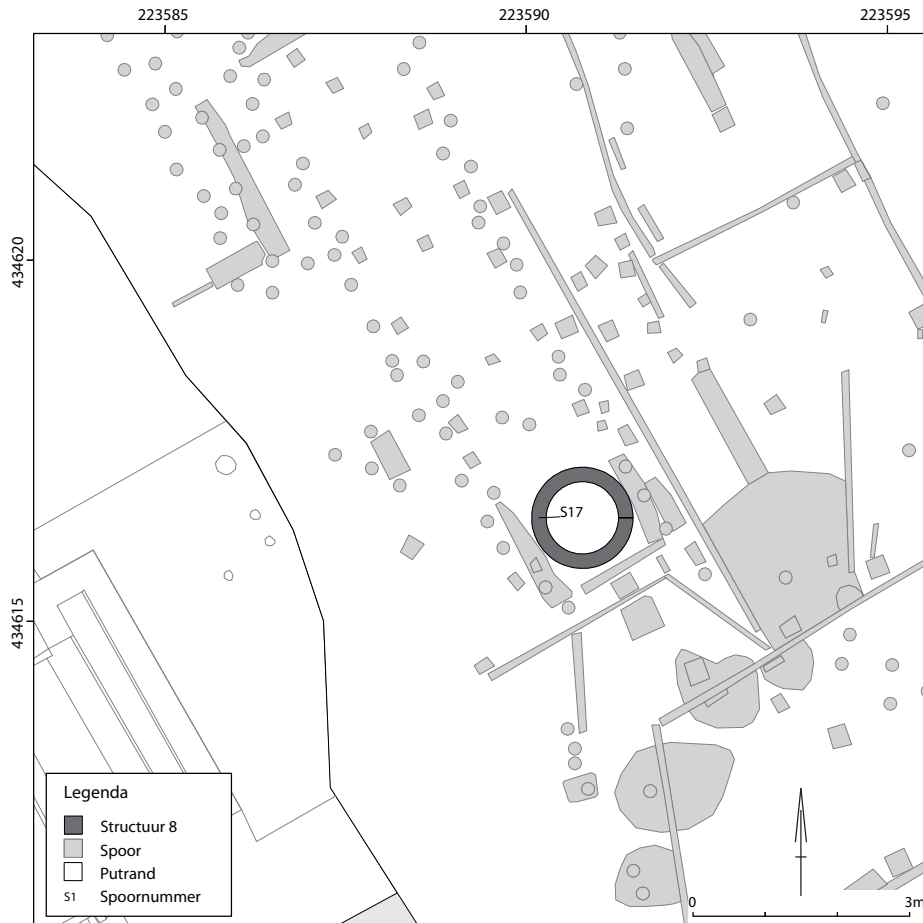 223585 223590 223595
434620
S17
434615
Legenda
Structuur 8
Spoor
Putrand
S1 Spoornummer
0 3m